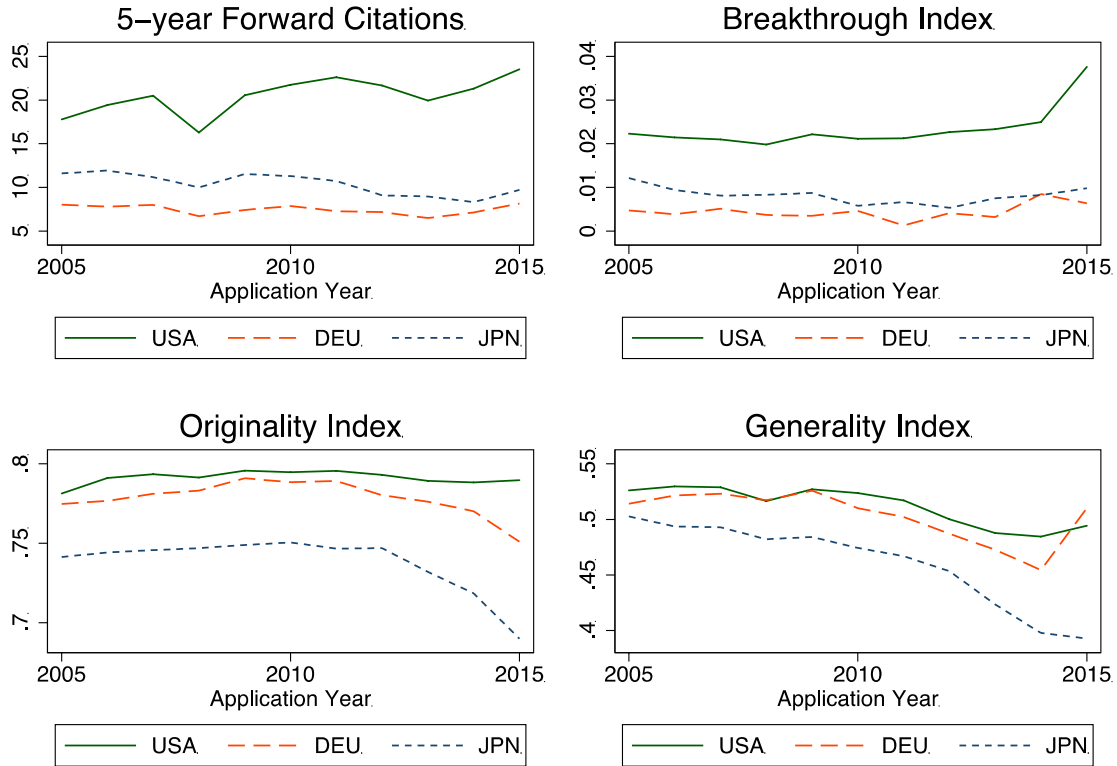 5−year Forward Citations
25
20
15
10
5
2005 2010 2015
Application Year
USA DEU JPN
Breakthrough Index
.04
.03
.02
.01
0
2005 2010 2015
Application Year
USA DEU JPN
Originality Index
.8
.75
.7
2005 2010 2015
Application Year
USA DEU JPN
Generality Index
.55
.5
.45
.4
2005 2010 2015
Application Year
USA DEU JPN